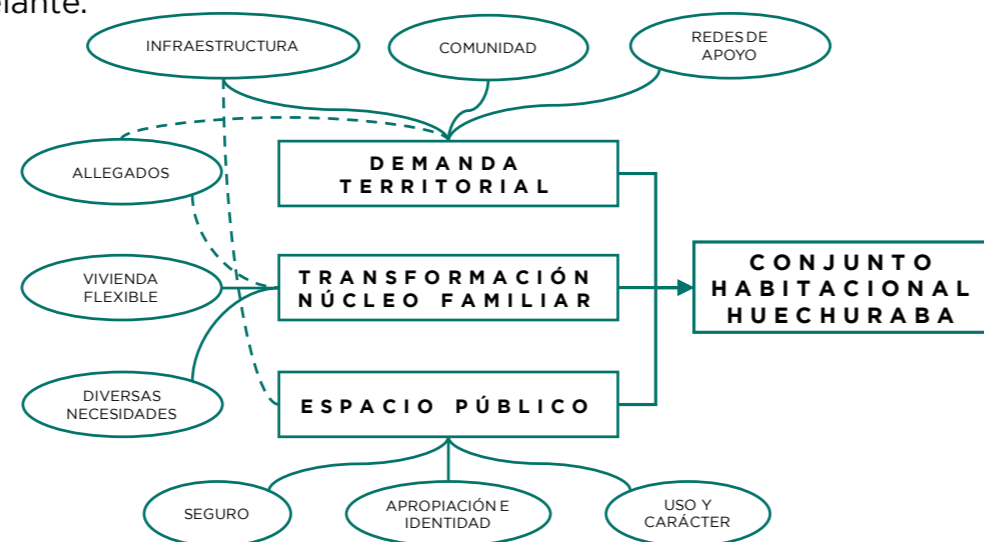 elante.
INFRAESTRUCTURA
COMUNIDAD
REDES DE
APOYO
ALLEGADOS
DEMANDA
TERRITORIAL
VIVIENDA
FLEXIBLE
TRANSFORMACIÓN
NÚCLEO FAMILIAR
CONJUNTO
HABITACIONAL
HUECHURABA
DIVERSAS
NECESIDADES
ESPACIO PÚBLICO
SEGURO
APROPIACIÓN E
IDENTIDAD
USO Y
CARÁCTER